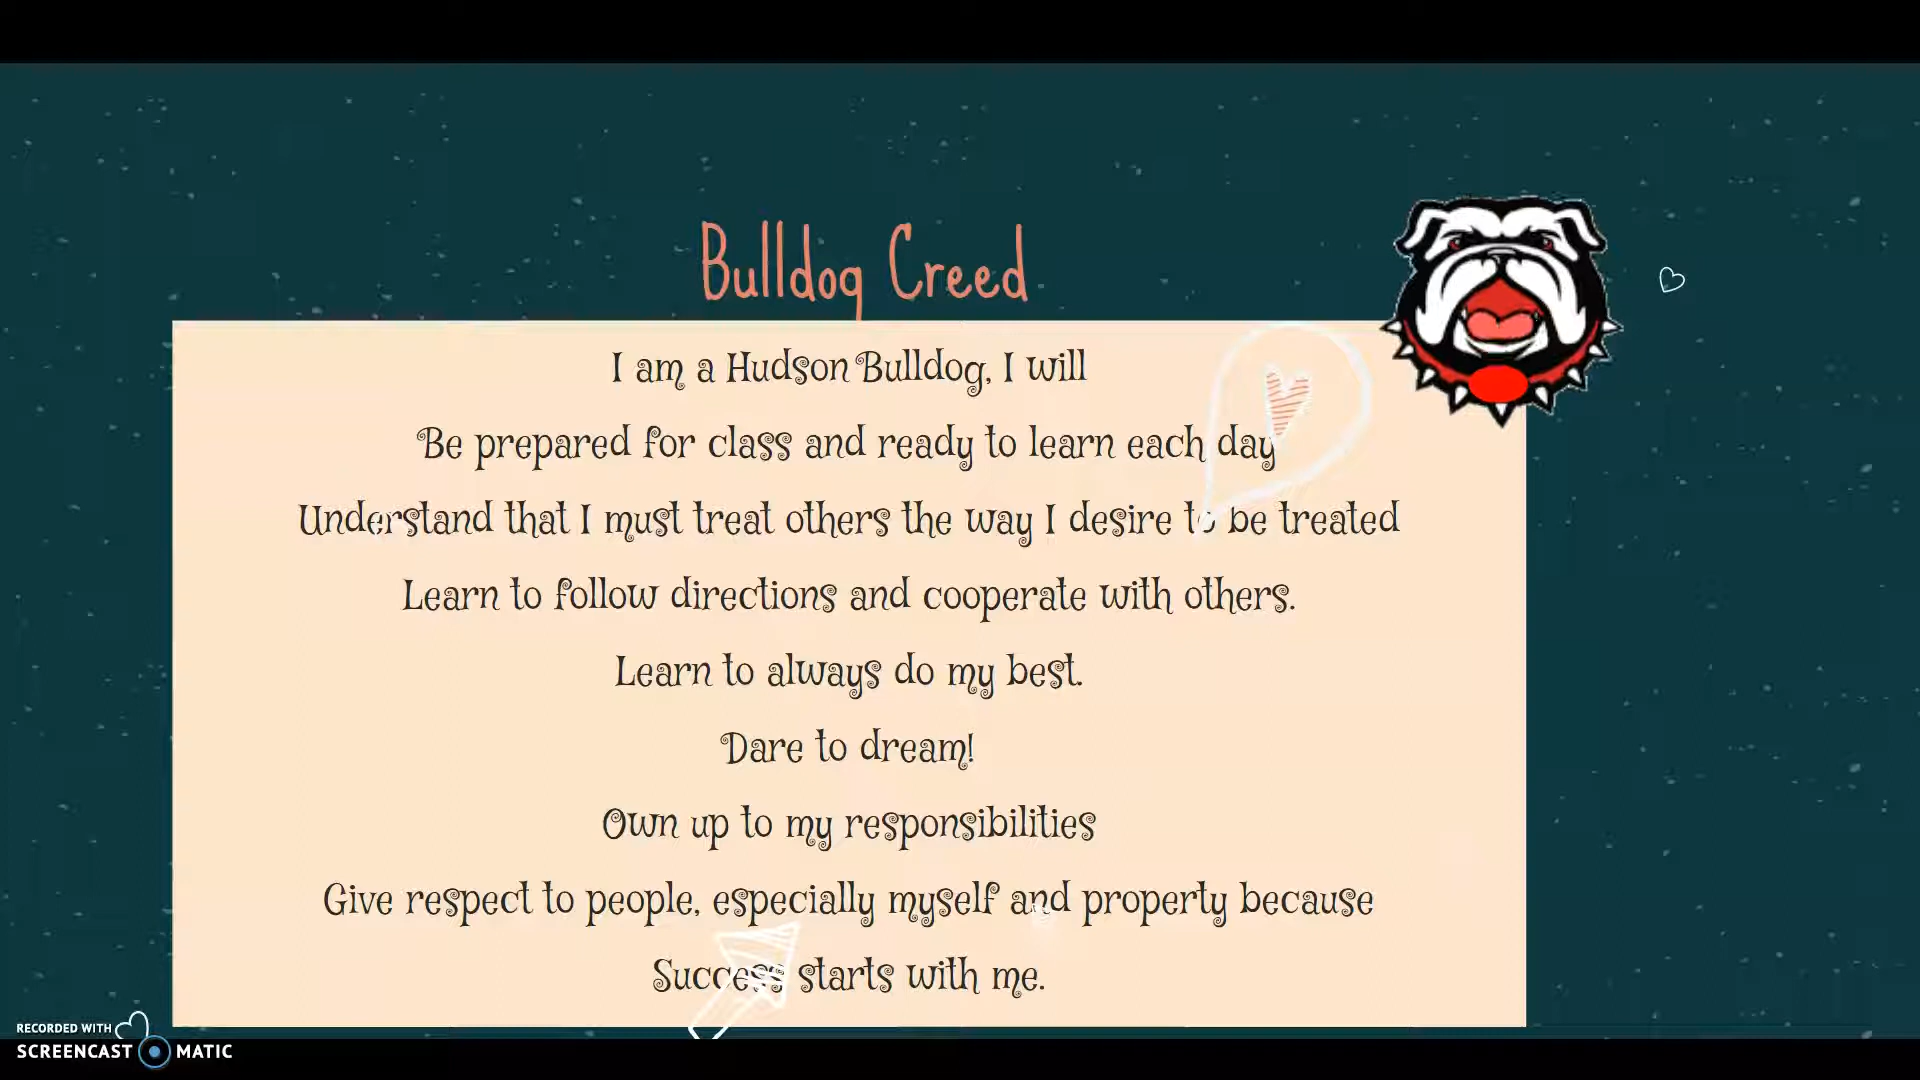 Bulldog Creed
I am a Hudson Bulldog, I will
Be prepared for class and ready to learn each day
Understand that I must treat others the way I desire to be treated
Learn to follow directions and cooperate with others.
Learn to always do my best.
Dare to dream!
Own up to my responsibilities
Give respect to people, especially myself and property because
Success starts with me.
RECORDED WITH
SCREENCAST MATIC